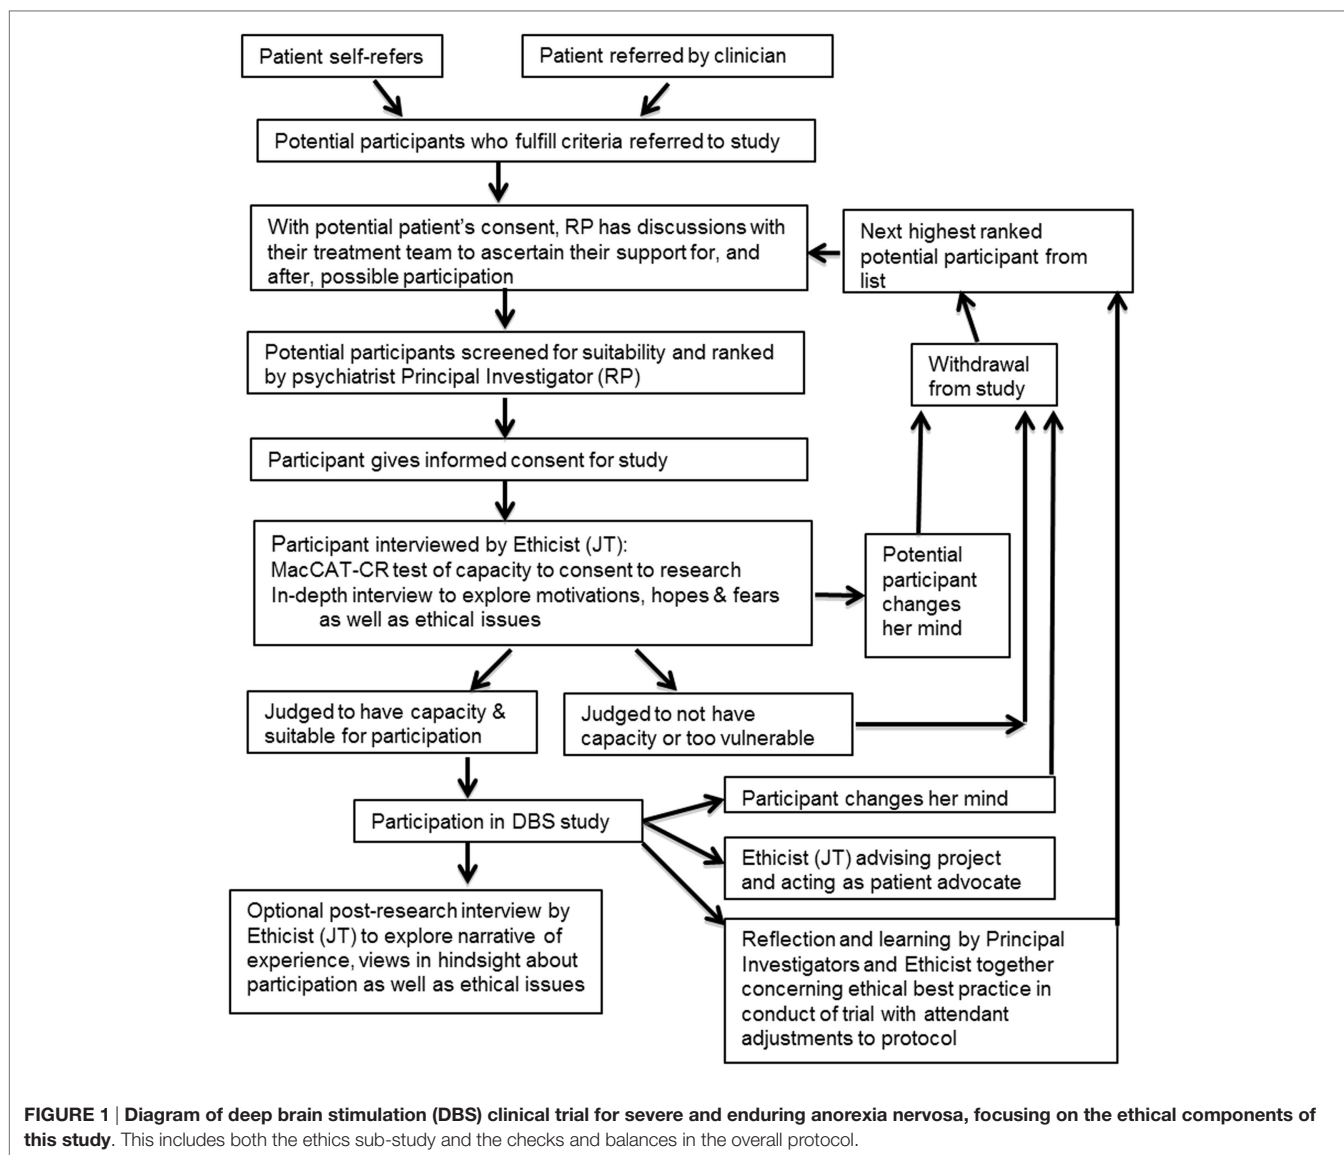 Patient self-refers
Patient referred by clinician
Potential participants who fulfill criteria referred to study
With potential patient's consent, RP has discussions with
their treatment team to ascertain their support for, and
after, possible participation
Next highest ranked
potential participant from
list
Potential participants screened for suitability and ranked
by psychiatrist Principal Investigator (RP)
Withdrawal
from study
Participant gives informed consent for study
Participant interviewed by Ethicist (JT):
MacCAT-CR test of capacity to consent to research
In-depth interview to explore motivations, hopes & fears
as well as ethical issues
Potential
participant
changes
her mind
Judged to have capacity &
suitable for participation
Judged to not have
capacity or too vulnerable
Participation in DBS study
Participant changes her mind
Ethicist (JT) advising project
and acting as patient advocate
Optional post-research interview by
Ethicist (JT) to explore narrative of
experience, views in hindsight about
participation as well as ethical issues
Reflection and learning by Principal
Investigators and Ethicist together
concerning ethical best practice in
conduct of trial with attendant
adjustments to protocol
FIGURE 1 | Diagram of deep brain stimulation (DBS) clinical trial for severe and enduring anorexia nervosa, focusing on the ethical components of
this study. This includes both the ethics sub-study and the checks and balances in the overall protocol.